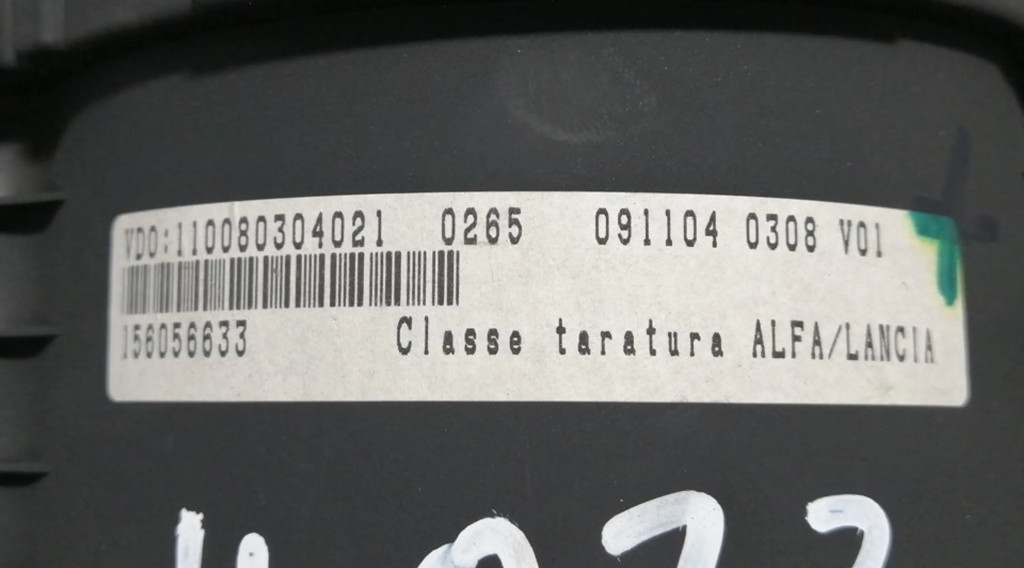 VDO:110080304021 0265 091104 0308 V01
156056633 Classe taratura ALFA/LANCIA